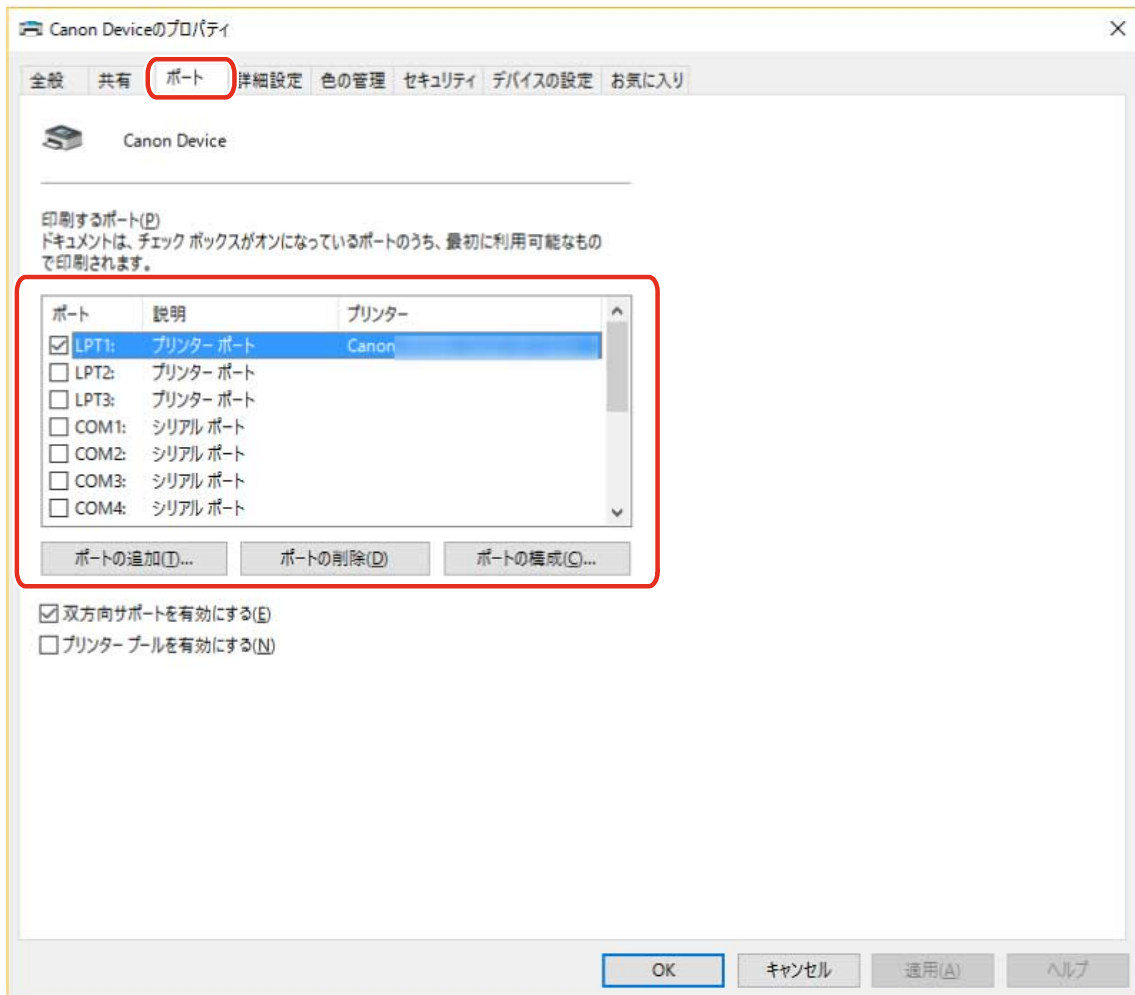 Canon Deviceのプロパティ
全般 共有 ポート 詳細設定 色の管理 セキュリティ デバイスの設定 お気に入り
Canon Device
印刷するポート(P)
ドキュメントは、チェック ボックスがオンになっているポートのうち、最初に利用可能なもの
で印刷されます。
ポート 説明 プリンター
LPT1: プリンター ポート Canon
LPT2: プリンター ポート
LPT3: プリンター ポート
COM1: シリアル ポート
COM2: シリアル ポート
COM3: シリアル ポート
COM4: シリアル ポート
ポートの追加(T)... ポートの削除(D) ポートの構成(C)...
双方向サポートを有効にする(E)
プリンター プールを有効にする(N)
OK キャンセル 適用(A) ヘルプ